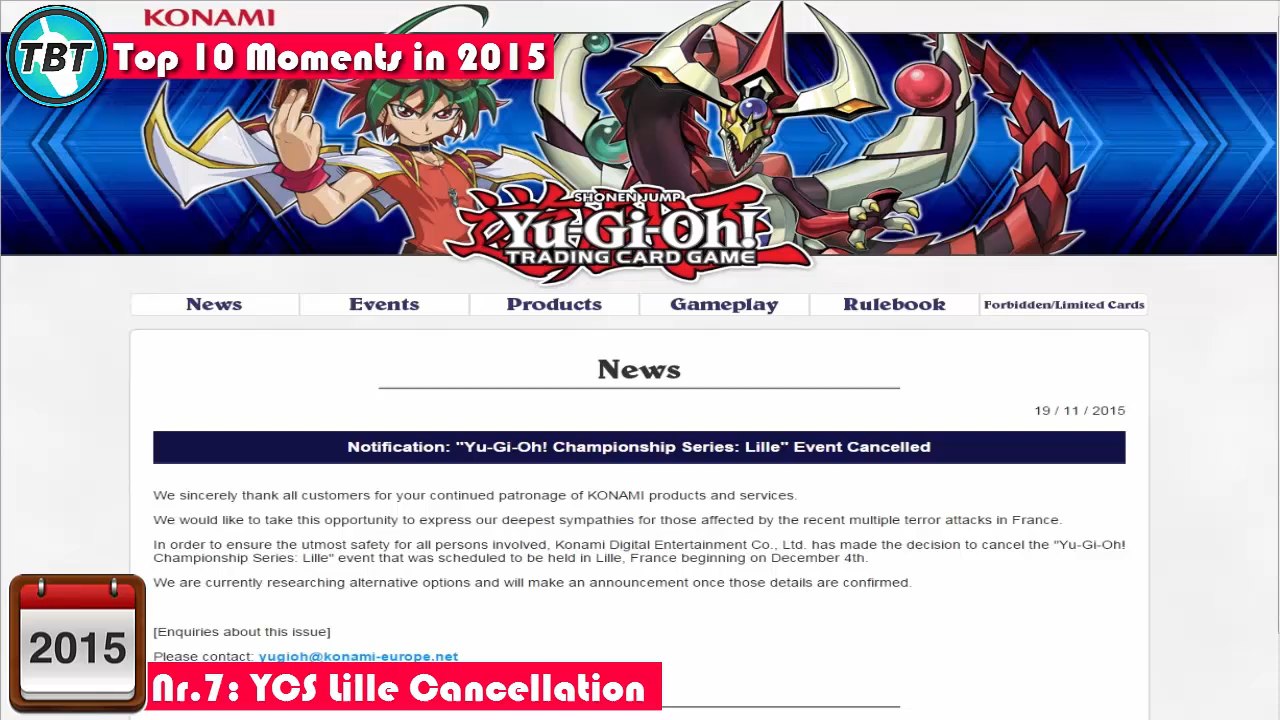 KONAMI
TBT
Top 10 Moments in 2015
SHONEN JUMP
Yu-Gi-Oh!
TRADING CARD GAME
News Events Products Gameplay Rulebook Forbidden/Limited Cards
News
19 / 11 / 2015
Notification: "Yu-Gi-Oh! Championship Series: Lille" Event Cancelled
We sincerely thank all customers for your continued patronage of KONAMI products and services.
We would like to take this opportunity to express our deepest sympathies for those affected by the recent multiple terror attacks in France.
In order to ensure the utmost safety for all persons involved, Konami Digital Entertainment Co., Ltd. has made the decision to cancel the "Yu-Gi-Oh!
Championship Series: Lille" event that was scheduled to be held in Lille, France beginning on December 4th.
We are currently researching alternative options and will make an announcement once those details are confirmed.
[Enquiries about this issue]
Please contact: yugioh@konami-europe.net
2015
Nr.7: YCS Lille Cancellation